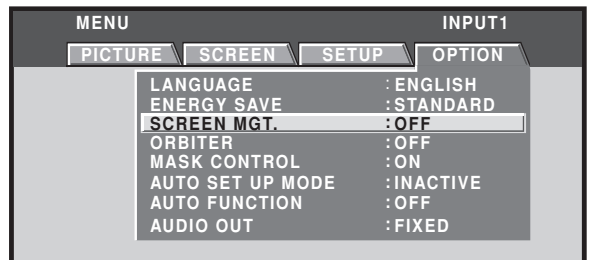 MENU INPUT1
PICTURE SCREEN SETUP OPTION
LANGUAGE :ENGLISH
ENERGY SAVE :STANDARD
SCREEN MGT. :OFF
ORBITER :OFF
MASK CONTROL :ON
AUTO SET UP MODE :INACTIVE
AUTO FUNCTION :OFF
AUDIO OUT :FIXED